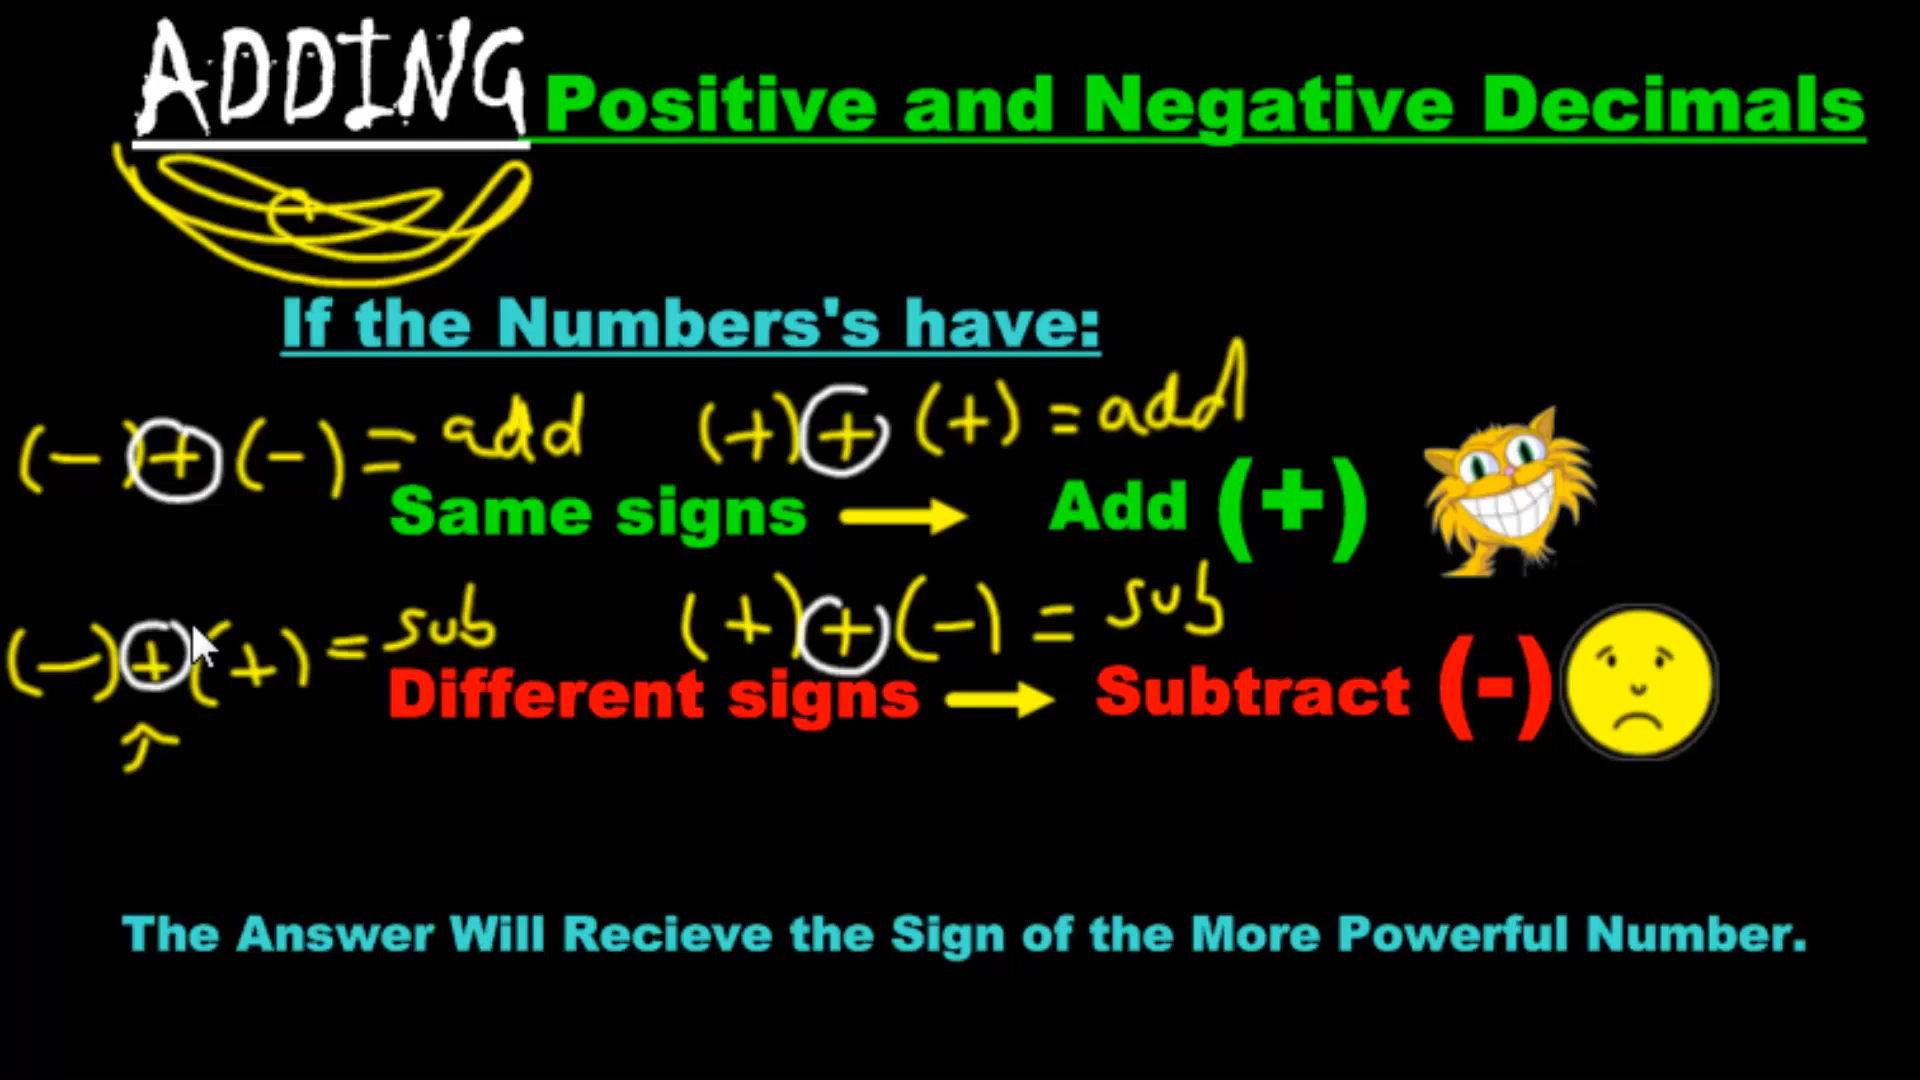 ADDING Positive and Negative Decimals
If the Numbers's have:
(-) + (-) = add (+) + (+) = add
Same signs Add (+)
(-) + (+) = sub (+) + (-) = sub
Different signs Subtract (-)
The Answer Will Recieve the Sign of the More Powerful Number.